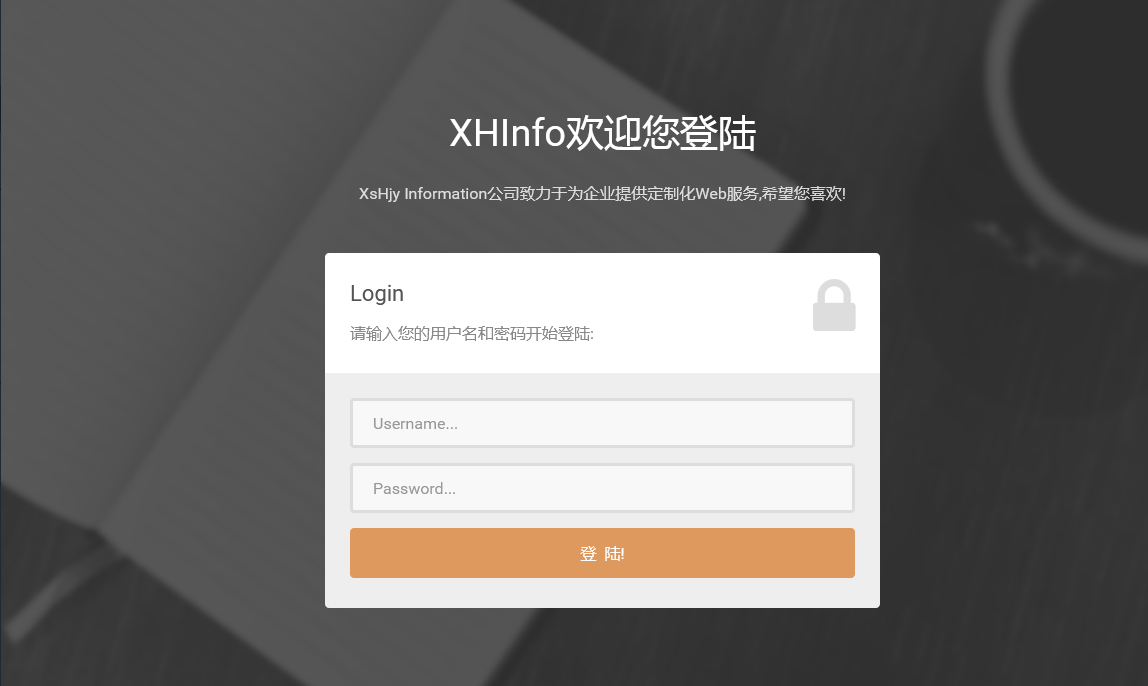 XHInfo欢迎您登陆
XsHjy Information公司致力于为企业提供定制化Web服务,希望您喜欢!
Login
请输入您的用户名和密码开始登陆:
Username...
Password...
登 陆!